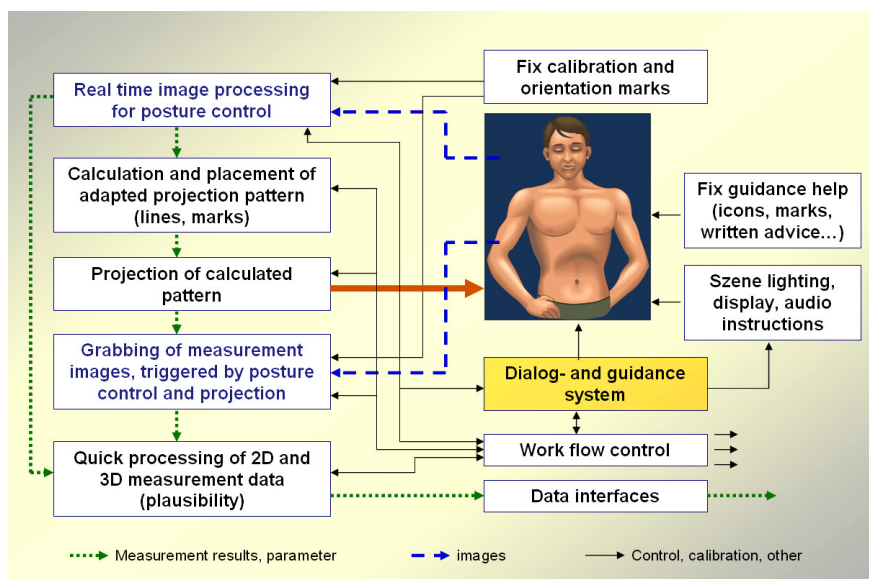 Real time image processing
for posture control
Fix calibration and
orientation marks
Calculation and placement of
adapted projection pattern
(lines, marks)
Fix guidance help
(icons, marks,
written advice…)
Projection of calculated
pattern
Szene lighting,
display, audio
instructions
Grabbing of measurement
images, triggered by posture
control and projection
Dialog- and guidance
system
Quick processing of 2D and
3D measurement data
(plausibility)
Work flow control
Data interfaces
Measurement results, parameter
images
Control, calibration, other